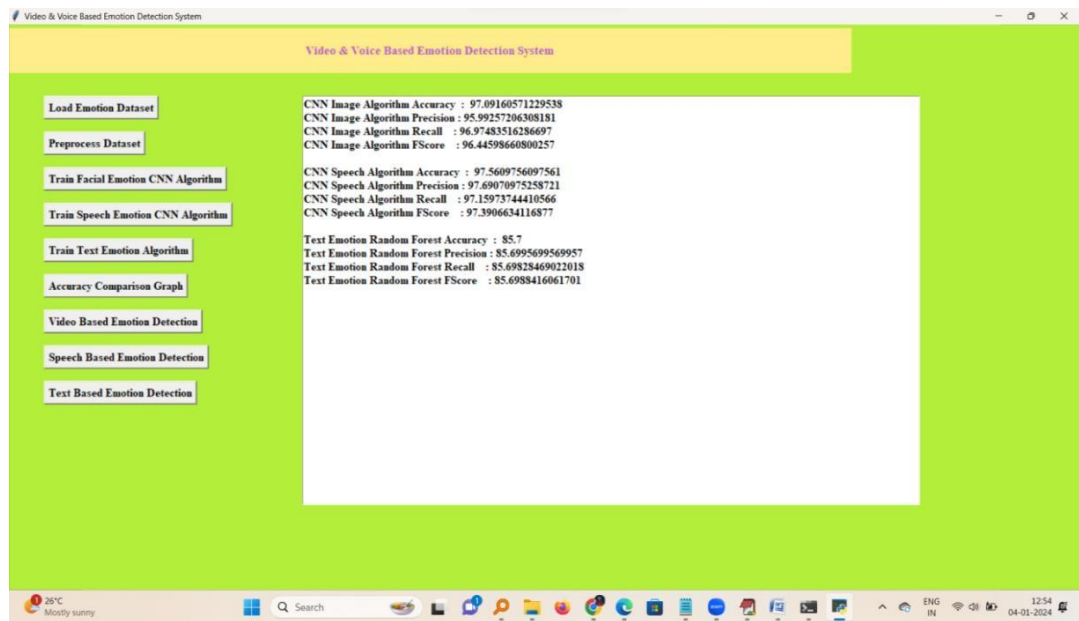 Video & Voice Based Emotion Detection System
Video & Voice Based Emotion Detection System
Load Emotion Dataset
Preprocess Dataset
Train Facial Emotion CNN Algorithm
Train Speech Emotion CNN Algorithm
Train Text Emotion Algorithm
Accuracy Comparison Graph
Video Based Emotion Detection
Speech Based Emotion Detection
Text Based Emotion Detection
CNN Image Algorithm Accuracy : 97.09160571229538
CNN Image Algorithm Precision : 95.99257206308181
CNN Image Algorithm Recall : 96.97483516286697
CNN Image Algorithm FScore : 96.44598660800257
CNN Speech Algorithm Accuracy : 97.5609756097561
CNN Speech Algorithm Precision : 97.69070975258721
CNN Speech Algorithm Recall : 97.15973744410566
CNN Speech Algorithm FScore : 97.3906634116877
Text Emotion Random Forest Accuracy : 85.7
Text Emotion Random Forest Precision : 85.6995699569957
Text Emotion Random Forest Recall : 85.69828469022018
Text Emotion Random Forest FScore : 85.6988416061701
1
26°C
Mostly sunny
Search
ENG
IN
12:54
04-01-2024